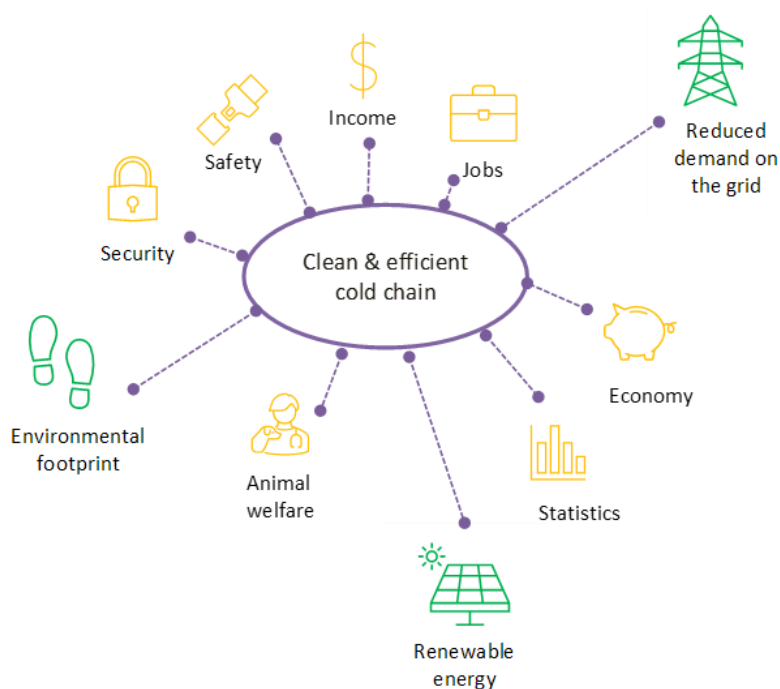 Income
Safety
Jobs
Reduced
demand on
the grid
Security
Clean & efficient
cold chain
Economy
Environmental
footprint
Animal
welfare
Statistics
Renewable
energy